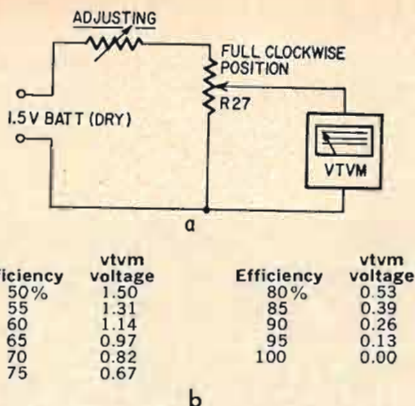 ADJUSTING
FULL CLOCKWISE
POSITION
R27
1.5V BATT (DRY)
VTVM
a
vtvm vtvm
ficiency voltage Efficiency voltage
50% 1.50 80% 0.53
55 1.31 85 0.39
60 1.14 90 0.26
65 0.97 95 0.13
70 0.82 100 0.00
75 0.67
b